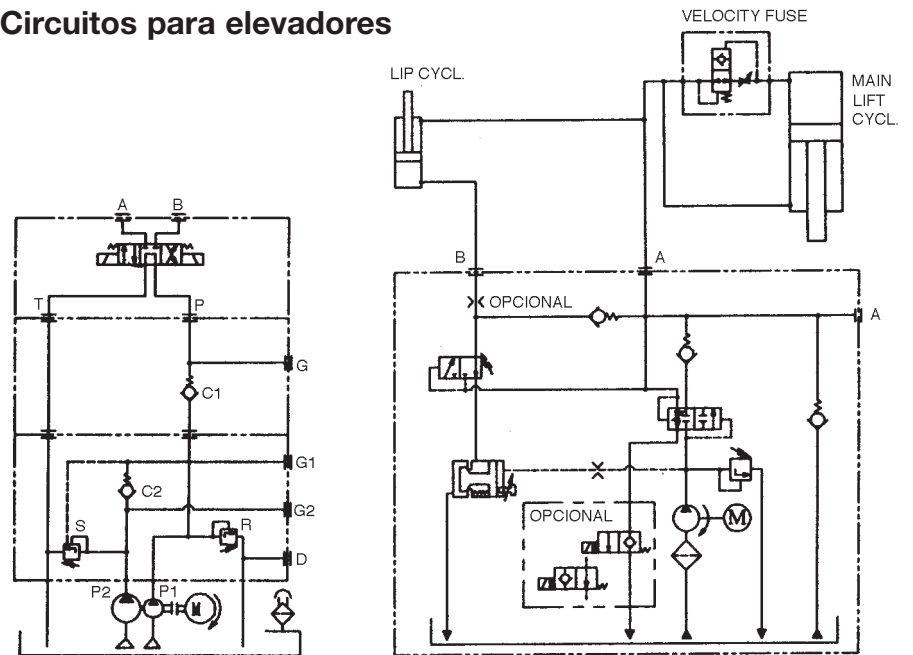 Circuitos para elevadores
VELOCITY FUSE
LIP CYCL.
MAIN
LIFT
CYCL.
A B
T P
G
C1
G1
C2
G2
S R
D
P2 P1
M
B A
OPCIONAL
A
OPCIONAL
M